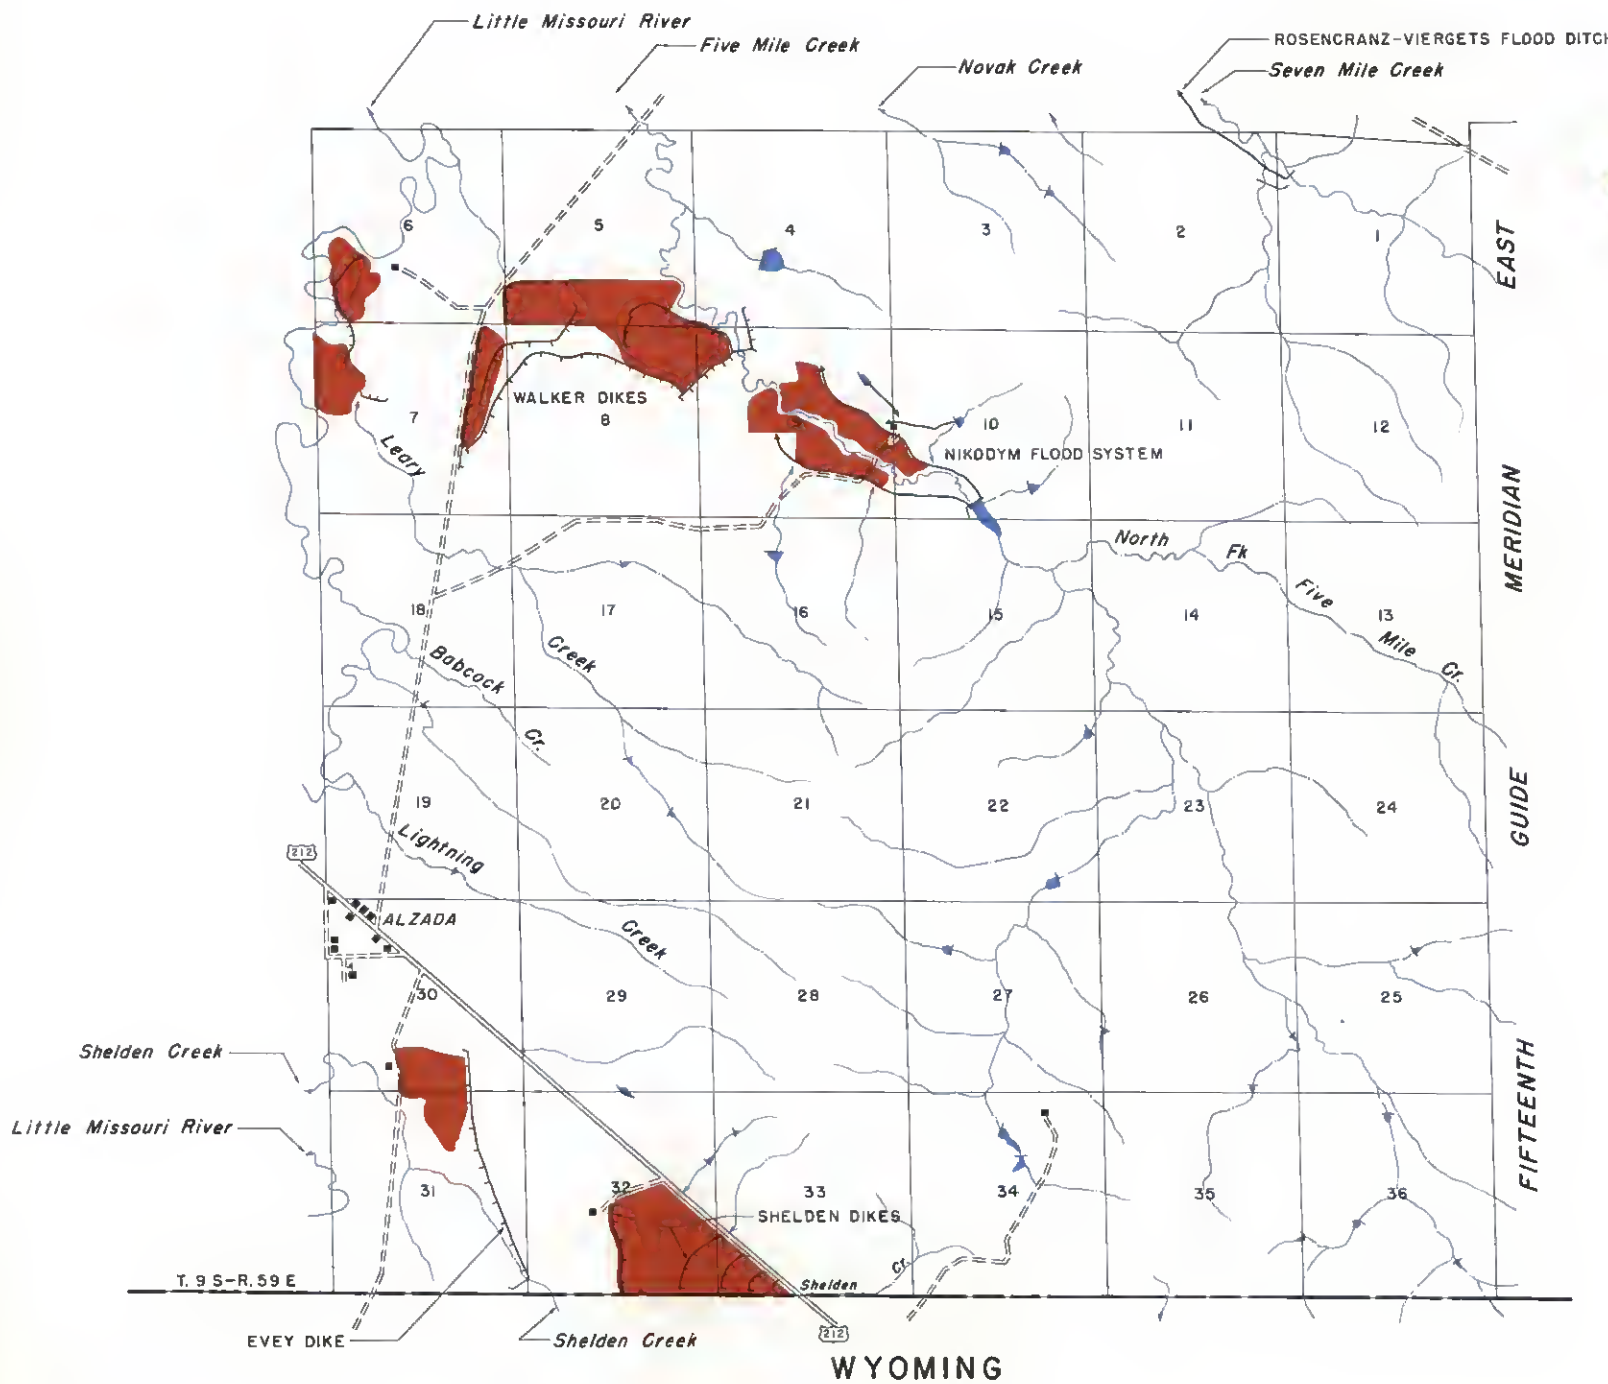 Little Missouri River
Five Mile Creek
ROSENCRANZ-VIERGETS FLOOD DITCH
Novak Creek
Seven Mile Creek
6
5
4
3
2
1
EAST
WALKER DIKES
7
8
9
10
11
12
Leary
NIKODYM FLOOD SYSTEM
MERIDIAN
North
Fk
Five
Mile
Cr.
18
17
16
15
14
13
Babcock
Creek
Cr.
19
20
21
22
23
24
GUIDE
Lightning
212
ALZADA
Creek
30
29
28
27
26
25
Shelden Creek
Little Missouri River
FIFTEENTH
31
32
33
34
35
36
SHELDEN DIKES
Shelden
Cr.
T. 9 S-R. 59 E
EVEY DIKE
Shelden Creek
212
WYOMING